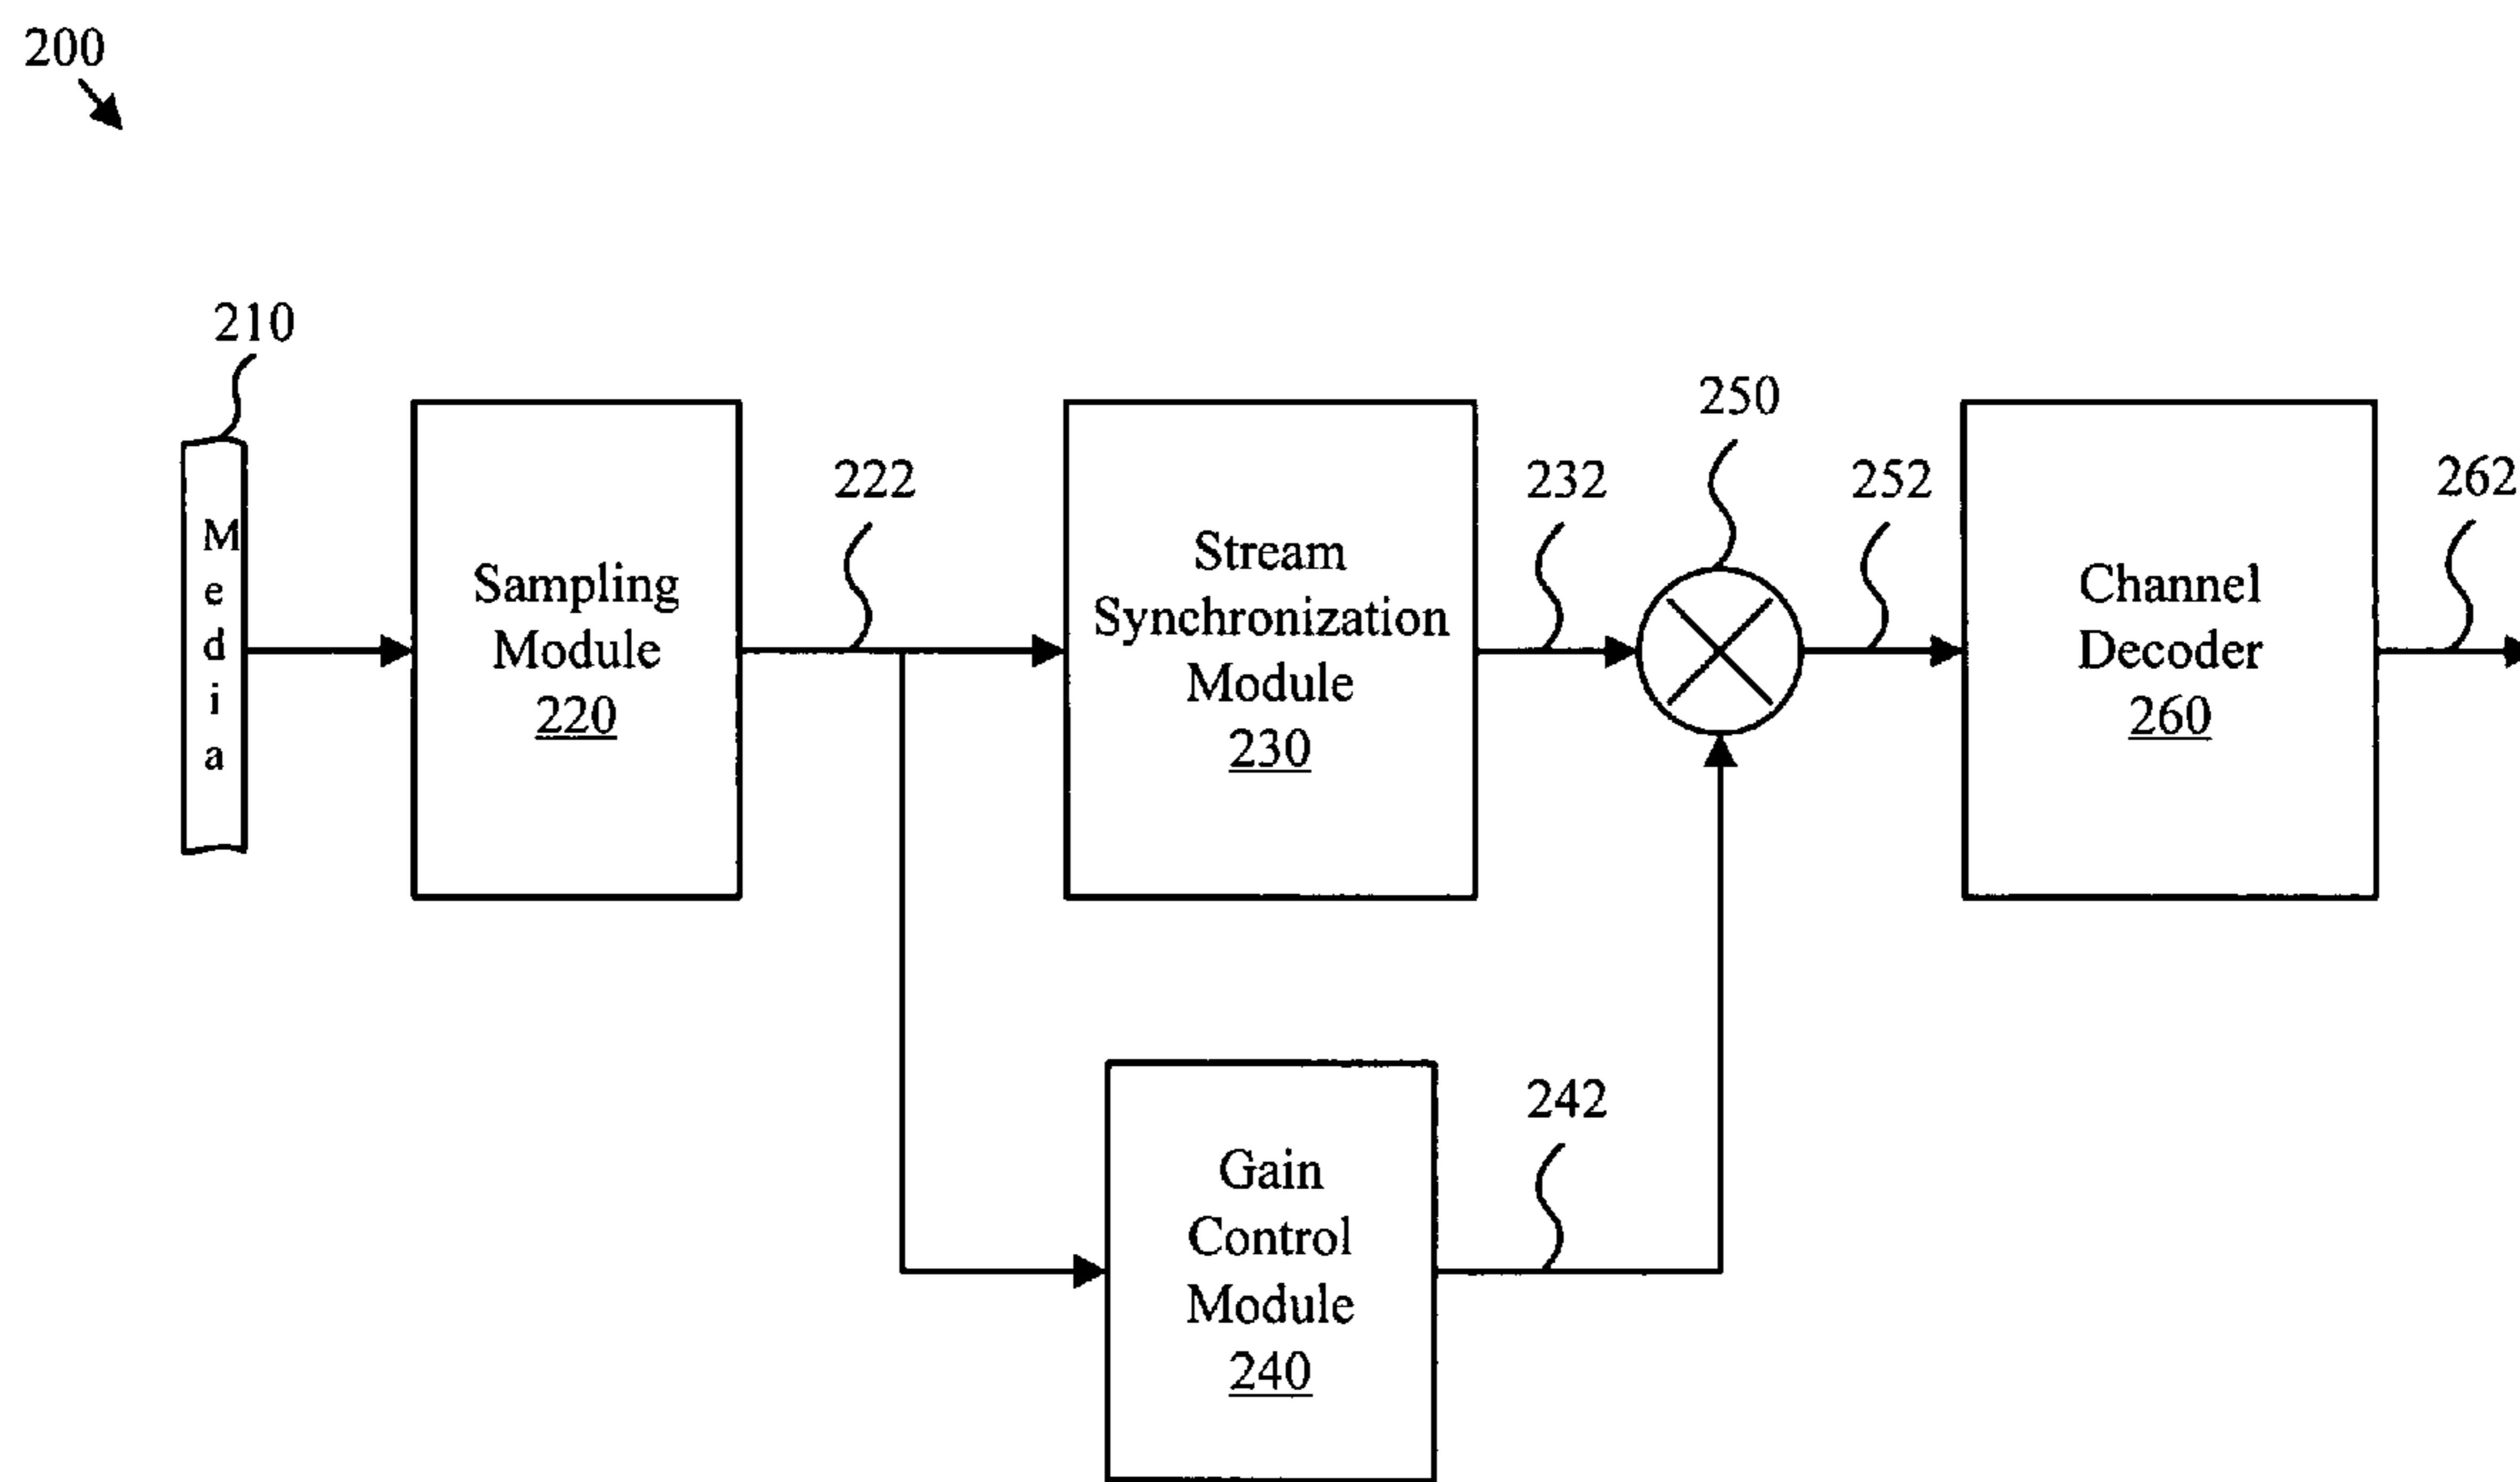 200
210
Media
Sampling
Module
220
222
Stream
Synchronization
Module
230
232
250
252
Channel
Decoder
260
262
Gain
Control
Module
240
242